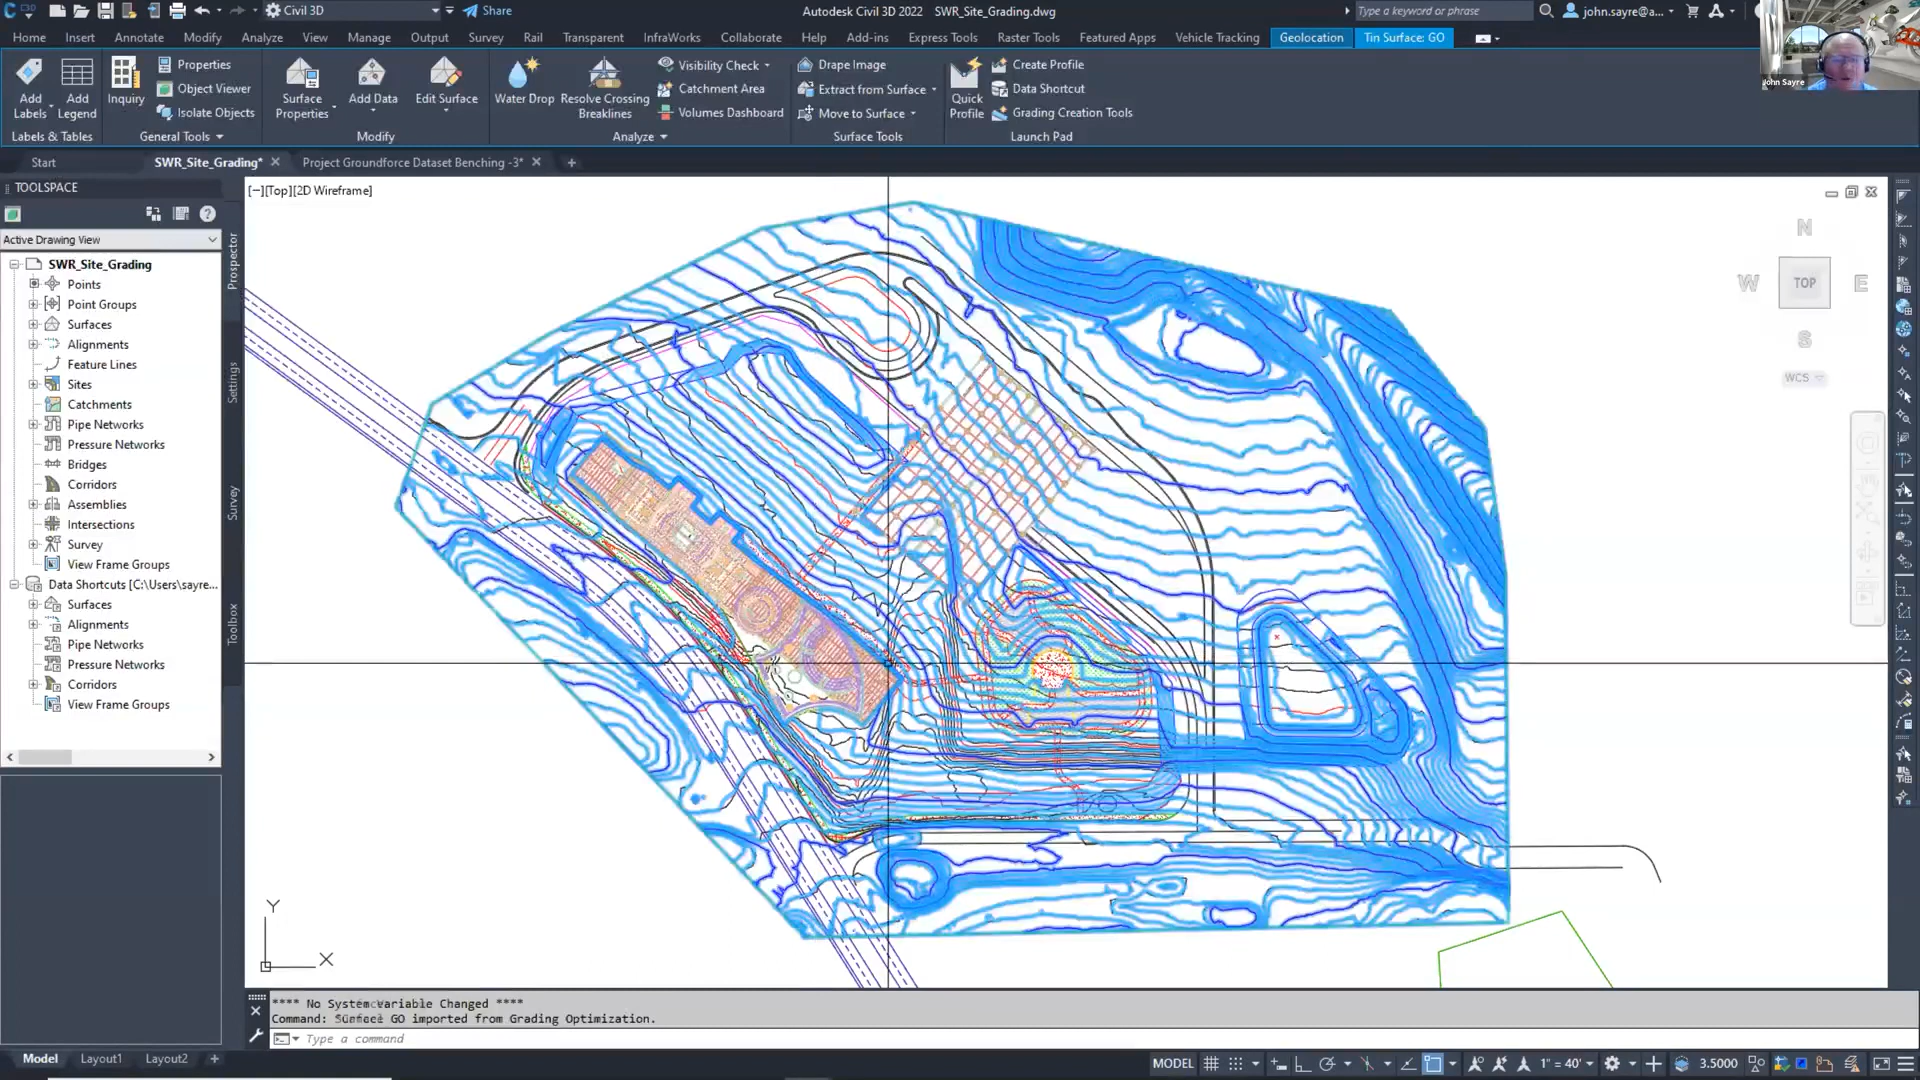 C3D
Civil 3D
Share
Autodesk Civil 3D 2022 SWR_Site_Grading.dwg
Type a keyword or phrase
john.sayre@a...
Home Insert Annotate Modify Analyze View Manage Output Survey Rail Transparent InfraWorks Collaborate Help Add-ins Express Tools Raster Tools Featured Apps Vehicle Tracking Geolocation Tin Surface: GO
John Sayre
Add Labels
Add Legend
Labels & Tables
Inquiry
Properties
Object Viewer
Isolate Objects
General Tools
Surface Properties
Add Data
Edit Surface
Modify
Water Drop
Resolve Crossing Breaklines
Visibility Check
Catchment Area
Volumes Dashboard
Analyze
Drape Image
Extract from Surface
Move to Surface
Surface Tools
Quick Profile
Create Profile
Data Shortcut
Grading Creation Tools
Launch Pad
Start
SWR_Site_Grading*
Project Groundforce Dataset Benching -3*
TOOLSPACE
Active Drawing View
SWR_Site_Grading
Points
Point Groups
Surfaces
Alignments
Feature Lines
Sites
Catchments
Pipe Networks
Pressure Networks
Bridges
Corridors
Assemblies
Intersections
Survey
View Frame Groups
Data Shortcuts [C:\Users\sayre...
Surfaces
Alignments
Pipe Networks
Pressure Networks
Corridors
View Frame Groups
Prospector
Settings
Survey
Toolbox
[−][Top][2D Wireframe]
N
W
TOP
E
S
WCS
Y
X
**** No System Variable Changed ****
Command: Surface GO imported from Grading Optimization.
Type a command
Model Layout1 Layout2
MODEL
1" = 40'
3.5000